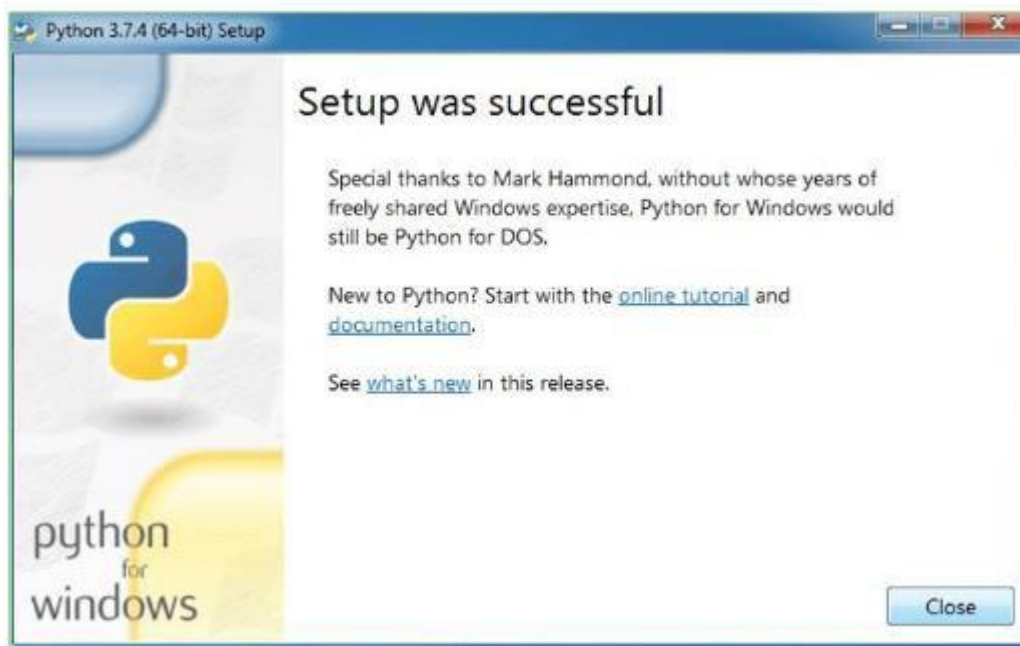 Python 3.7.4 (64-bit) Setup
Setup was successful
Special thanks to Mark Hammond, without whose years of
freely shared Windows expertise, Python for Windows would
still be Python for DOS.
New to Python? Start with the online tutorial and
documentation.
See what's new in this release.
python
for
windows
Close